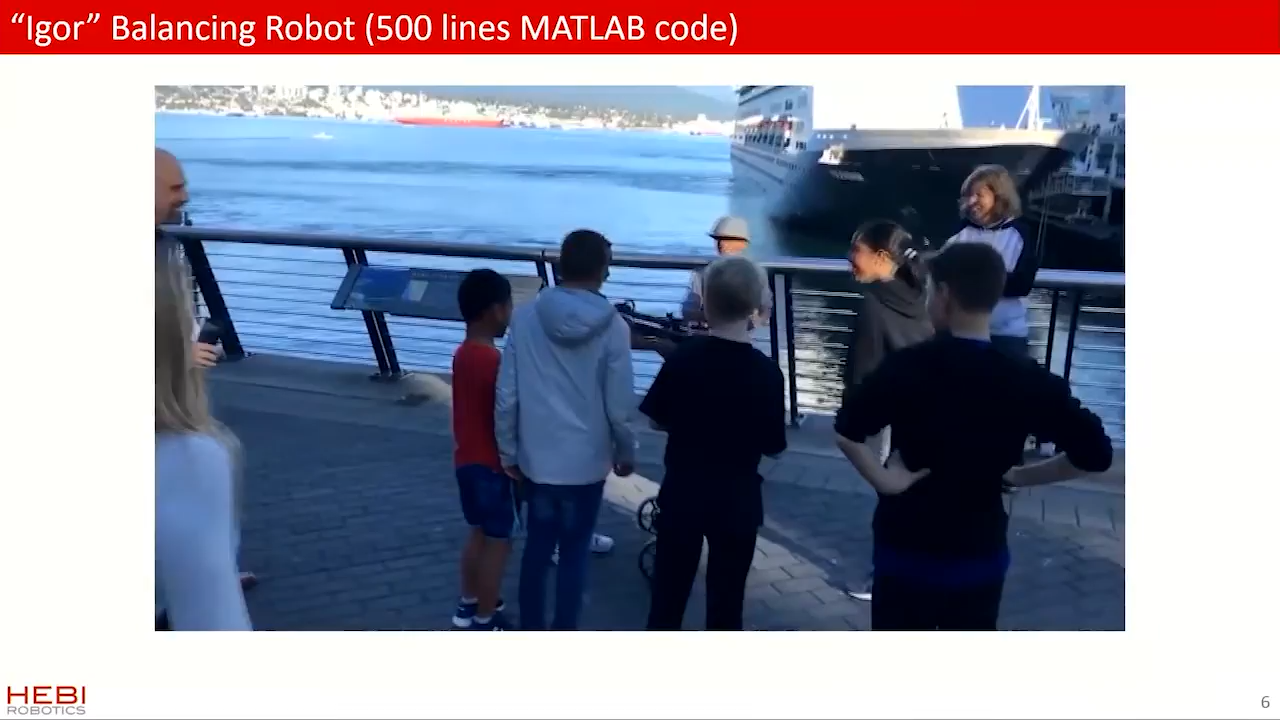 “Igor” Balancing Robot (500 lines MATLAB code)
HEBI
ROBOTICS
6